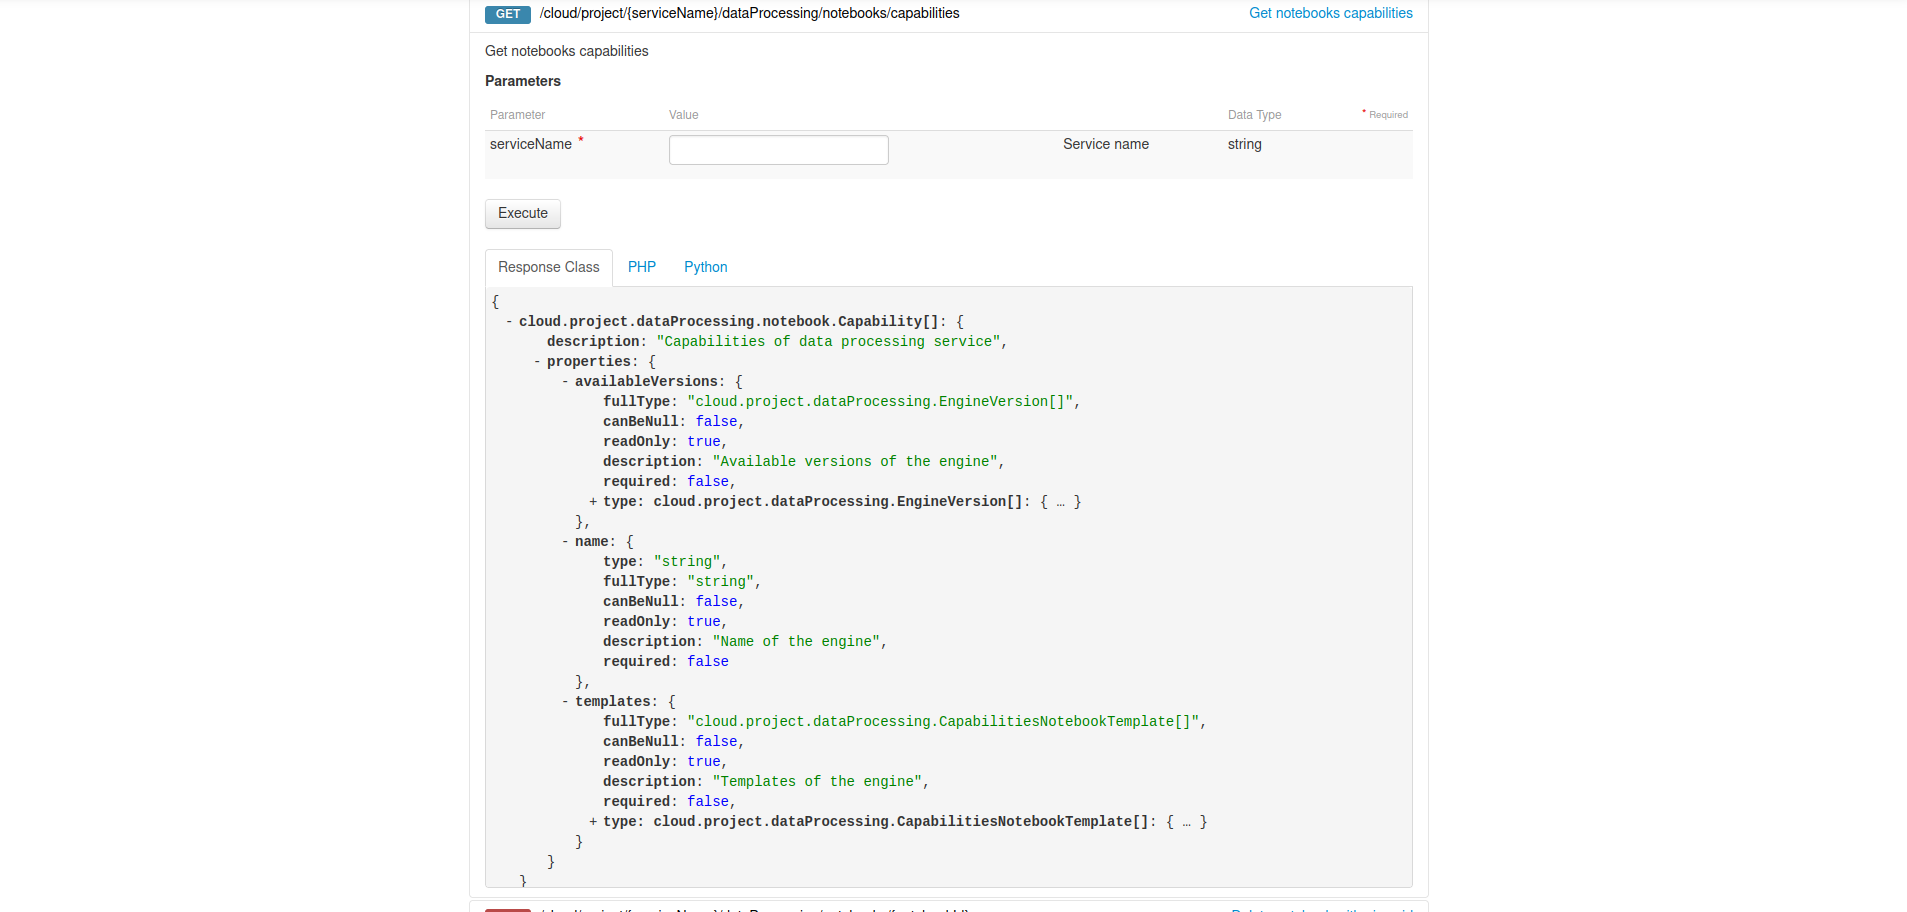 GET /cloud/project/{serviceName}/dataProcessing/notebooks/capabilities Get notebooks capabilities
Get notebooks capabilities
Parameters
Parameter Value Data Type * Required
serviceName * Service name string
Execute
Response Class PHP Python
{
- cloud.project.dataProcessing.notebook.Capability[]: {
description: "Capabilities of data processing service",
- properties: {
- availableVersions: {
fullType: "cloud.project.dataProcessing.EngineVersion[]",
canBeNull: false,
readOnly: true,
description: "Available versions of the engine",
required: false,
+ type: cloud.project.dataProcessing.EngineVersion[]: { … }
},
- name: {
type: "string",
fullType: "string",
canBeNull: false,
readOnly: true,
description: "Name of the engine",
required: false
},
- templates: {
fullType: "cloud.project.dataProcessing.CapabilitiesNotebookTemplate[]",
canBeNull: false,
readOnly: true,
description: "Templates of the engine",
required: false,
+ type: cloud.project.dataProcessing.CapabilitiesNotebookTemplate[]: { … }
}
}
}